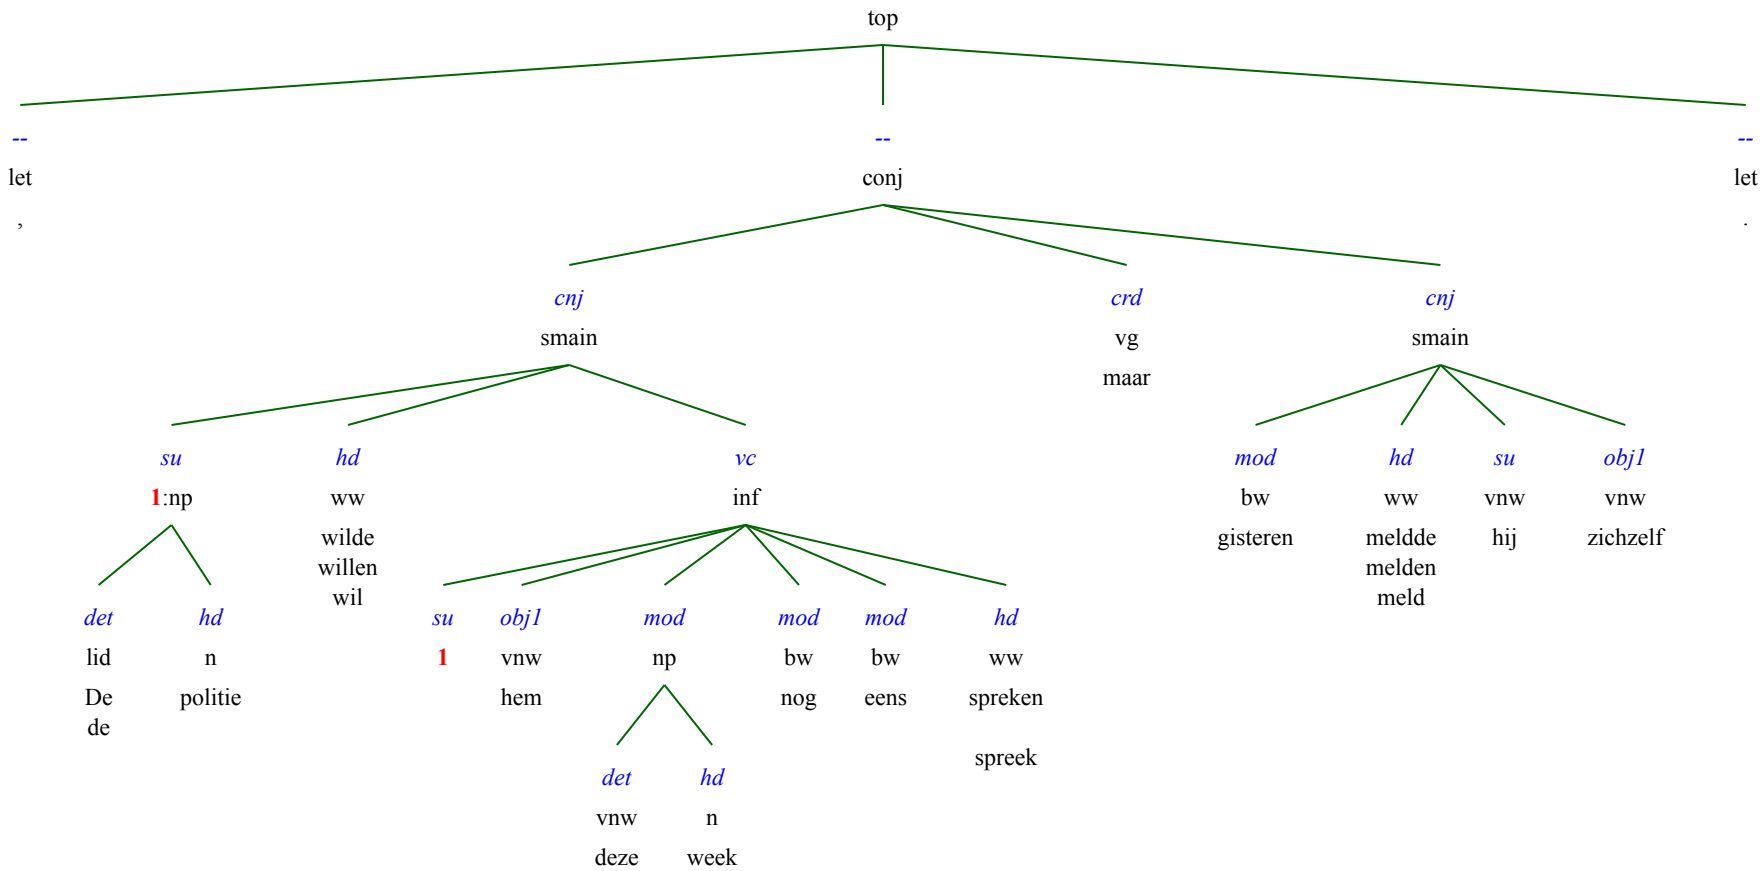 top
-- -- --
let conj let
, .
cnj crd cnj
smain vg smain
maar
su hd vc mod hd su obj1
1:np ww inf bw ww vnw vnw
wilde gisteren meldde hij zichzelf
willen melden
wil meld
det hd su obj1 mod mod mod hd
lid n 1 vnw np bw bw ww
De politie hem nog eens spreken
de
spreek
det hd
vnw n
deze week